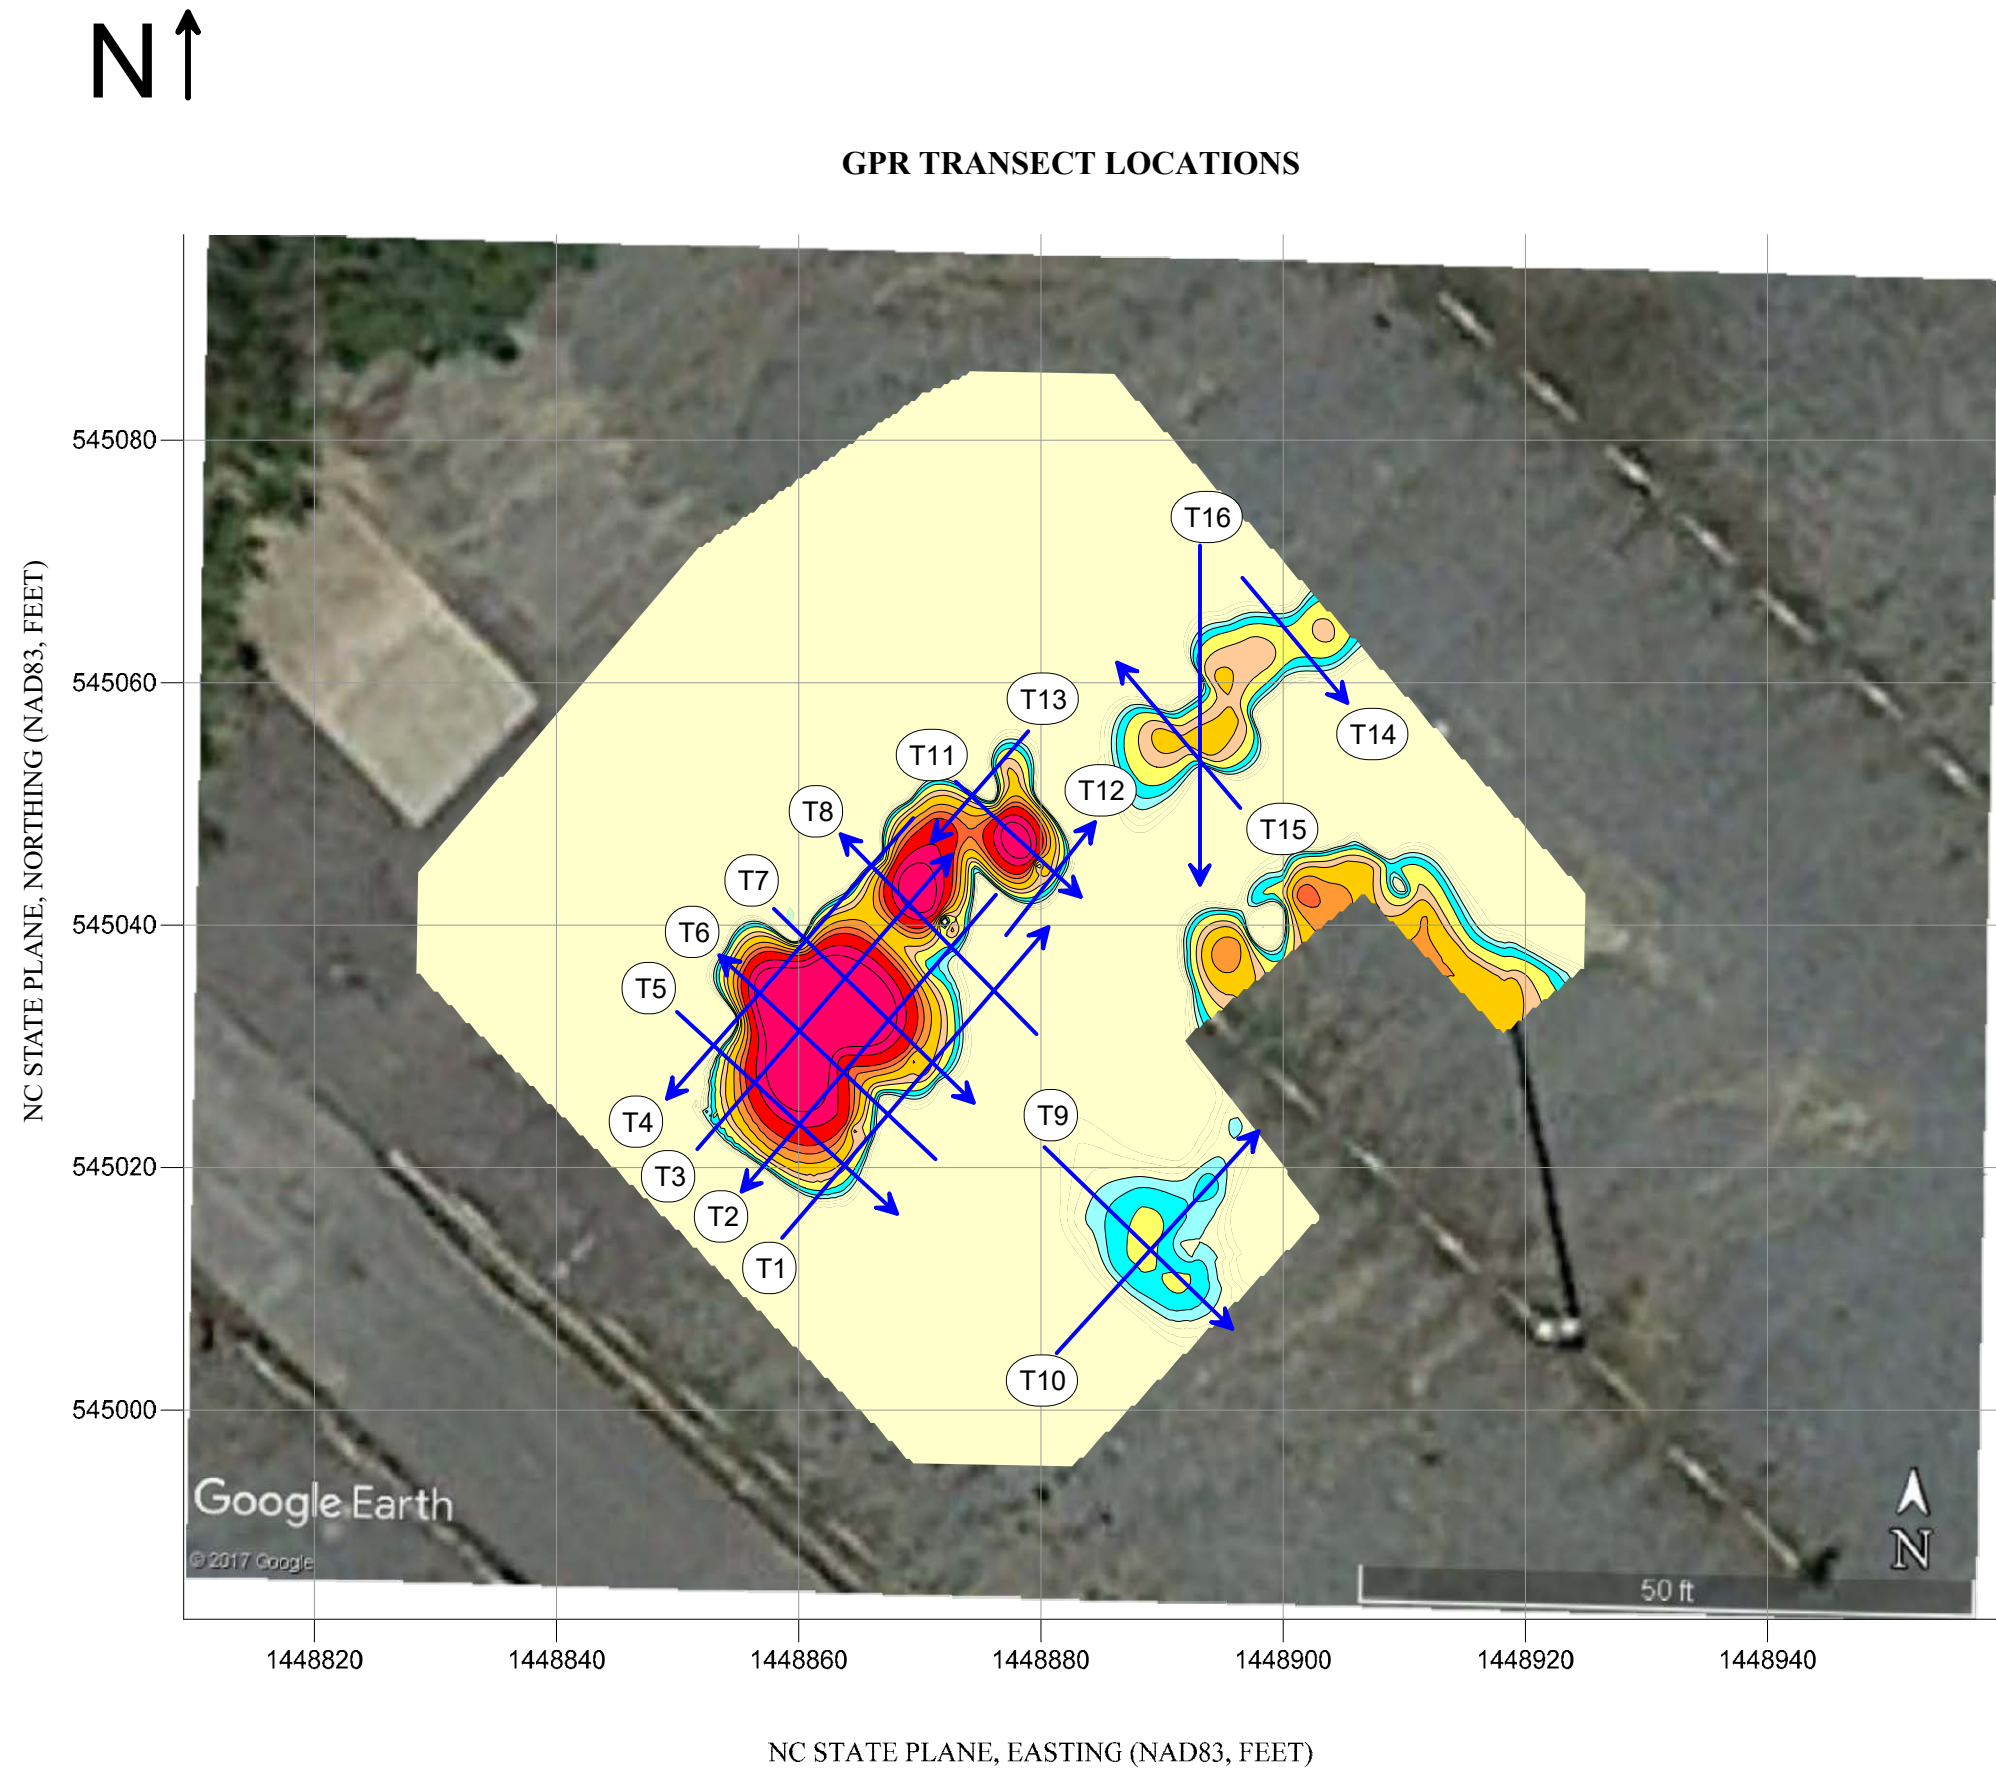 N
GPR TRANSECT LOCATIONS
NC STATE PLANE, NORTHING (NAD83, FEET)
545080
545060
545040
545020
545000
T16
T13
T14
T11
T12
T8
T15
T7
T6
T5
T9
T4
T3
T2
T1
T10
Google Earth
© 2017 Google
N
50 ft
1448820 1448840 1448860 1448880 1448900 1448920 1448940
NC STATE PLANE, EASTING (NAD83, FEET)